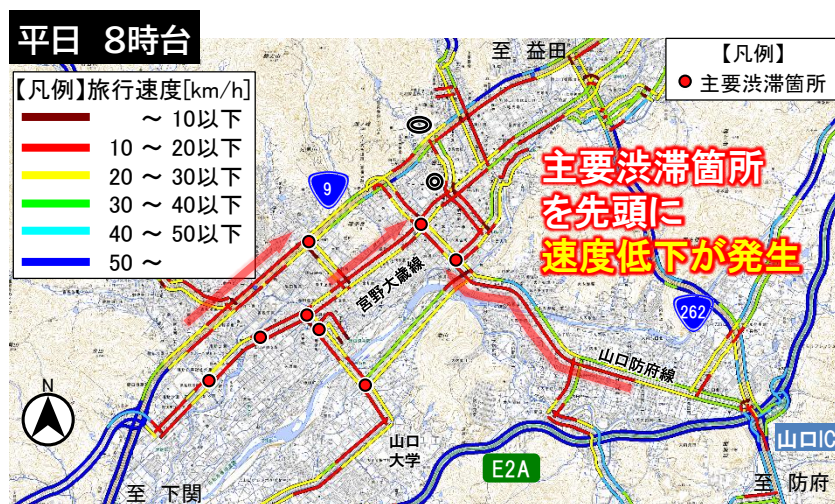 平日 8時台
【凡例】旅行速度[km/h]
～ 10以下
10 ～ 20以下
20 ～ 30以下
30 ～ 40以下
40 ～ 50以下
50 ～
至 益田
【凡例】
主要渋滞箇所
9
主要渋滞箇所
を先頭に
速度低下が発生
宮野大歳線
262
山口防府線
N
山口
大学
E2A
山口IC
至 下関
至 防府